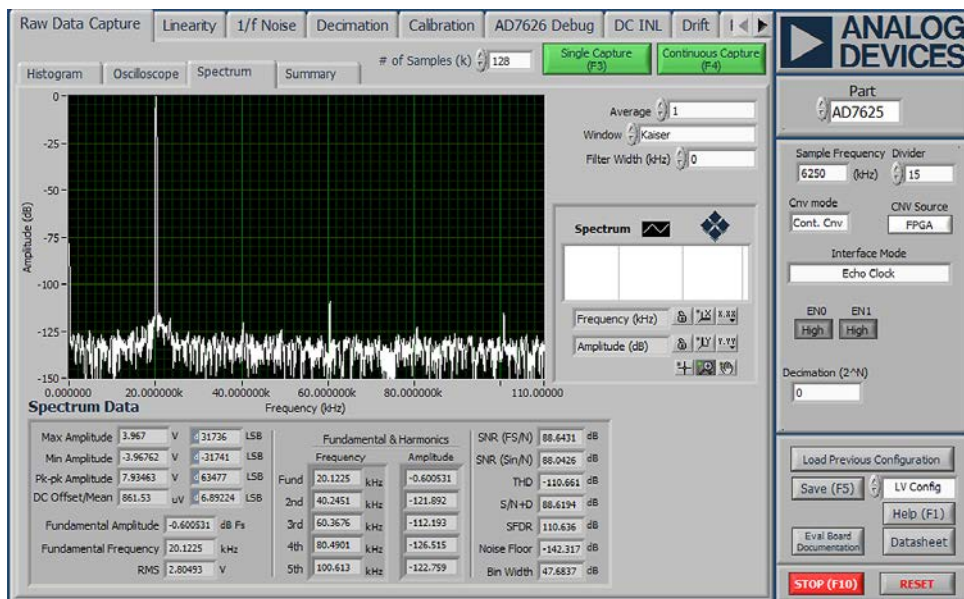 Raw Data Capture Linearity 1/f Noise Decimation Calibration AD7626 Debug DC INL Drift
ANALOG
DEVICES
Histogram Oscilloscope Spectrum Summary
# of Samples (k) 128
Single Capture
(F3)
Continuous Capture
(F4)
Part
AD7625
Average 1
Window Kaiser
Filter Width (kHz) 0
Amplitude (dB)
0-
-25-
-50-
-75-
-100-
-125-
-150-
0.000000 20.000000k 40.000000k 60.000000k 80.000000k 110.00000
Frequency (kHz)
Spectrum
Frequency (kHz) X.XX
Amplitude (dB) Y.YY
Sample Frequency Divider
6250 (kHz) 15
Cnv mode CNV Source
Cont. Cnv FPGA
Interface Mode
Echo Clock
EN0 EN1
High High
Decimation (2^N)
0
Spectrum Data
Max Amplitude 3.967 V d 31736 LSB
Min Amplitude -3.96762 V d -31741 LSB
Pk-pk Amplitude 7.93463 V d 63477 LSB
DC Offset/Mean 861.53 uV d 6.89224 LSB
Fundamental Amplitude -0.600531 dB Fs
Fundamental Frequency 20.1225 kHz
RMS 2.80493 V
Fundamental & Harmonics
Frequency Amplitude
Fund 20.1225 kHz -0.600531
2nd 40.2451 kHz -121.892
3rd 60.3676 kHz -112.193
4th 80.4901 kHz -126.515
5th 100.613 kHz -122.759
SNR (FS/N) 88.6431 dB
SNR (Sin/N) 88.0426 dB
THD -110.661 dB
S/N+D 88.6194 dB
SFDR 110.636 dB
Noise Floor -142.317 dB
Bin Width 47.6837 dB
Load Previous Configuration
Save (F5) LV Config
Help (F1)
Eval Board
Documentation
Datasheet
STOP (F10) RESET